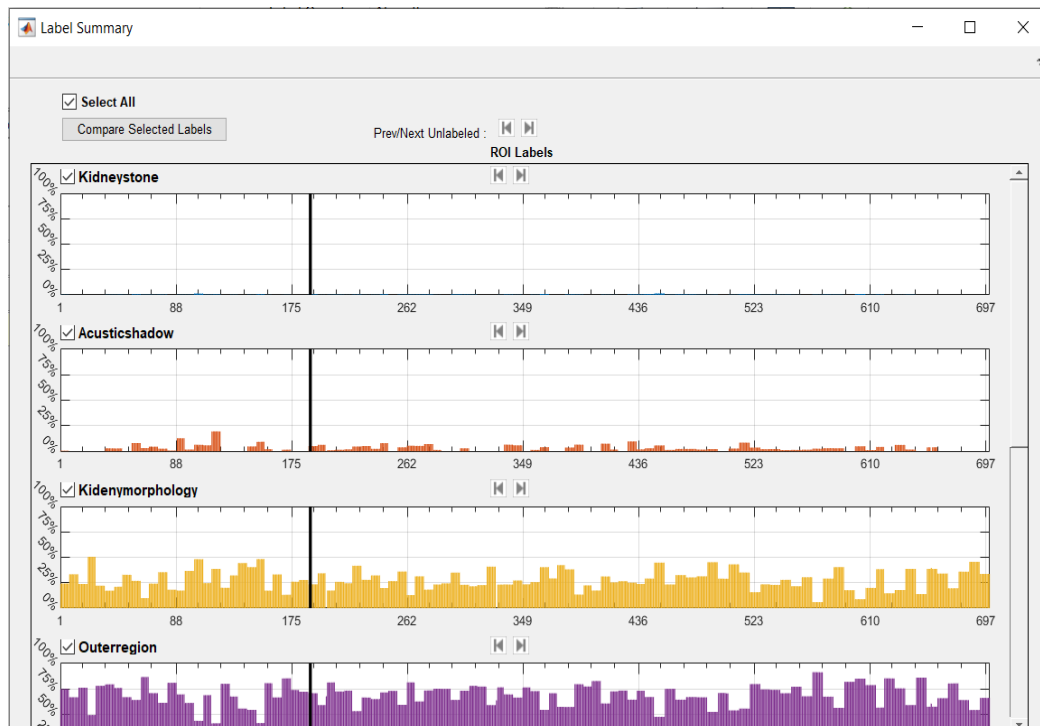 Label Summary
Select All
Compare Selected Labels
Prev/Next Unlabeled :
ROI Labels
Kidneystone
100%
75%
50%
25%
0%
1 88 175 262 349 436 523 610 697
Acusticshadow
100%
75%
50%
25%
0%
1 88 175 262 349 436 523 610 697
Kidenymorphology
100%
75%
50%
25%
0%
1 88 175 262 349 436 523 610 697
Outerregion
100%
75%
50%